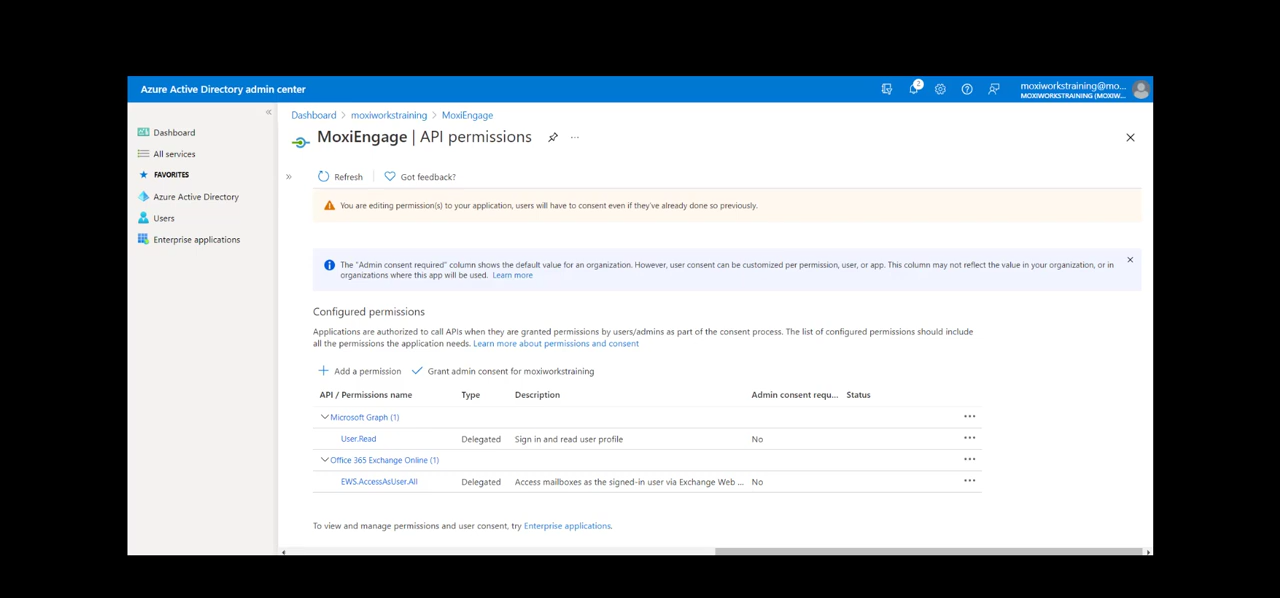 Azure Active Directory admin center
2
moxiworkstraining@mo...
MOXIWORKSTRAINING (MOXIW...
«
Dashboard
All services
FAVORITES
Azure Active Directory
Users
Enterprise applications
Dashboard > moxiworkstraining > MoxiEngage
MoxiEngage | API permissions ...
»
Refresh
Got feedback?
You are editing permission(s) to your application, users will have to consent even if they've already done so previously.
The "Admin consent required" column shows the default value for an organization. However, user consent can be customized per permission, user, or app. This column may not reflect the value in your organization, or in
organizations where this app will be used. Learn more
Configured permissions
Applications are authorized to call APIs when they are granted permissions by users/admins as part of the consent process. The list of configured permissions should include
all the permissions the application needs. Learn more about permissions and consent
Add a permission
Grant admin consent for moxiworkstraining
API / Permissions name Type Description Admin consent requ... Status
Microsoft Graph (1) ...
User.Read Delegated Sign in and read user profile No ...
Office 365 Exchange Online (1) ...
EWS.AccessAsUser.All Delegated Access mailboxes as the signed-in user via Exchange Web ... No ...
To view and manage permissions and user consent, try Enterprise applications.